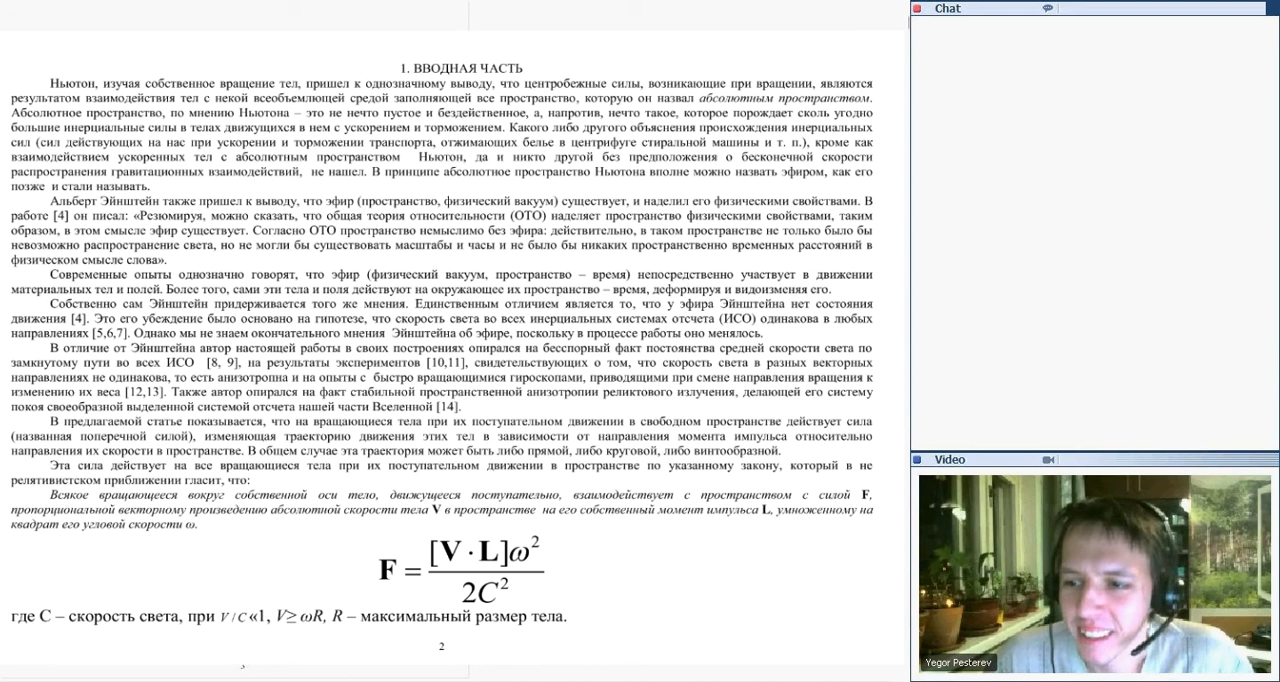 Chat
1. ВВОДНАЯ ЧАСТЬ
Ньютон, изучая собственное вращение тел, пришел к однозначному выводу, что центробежные силы, возникающие при вращении, являются
результатом взаимодействия тел с некой всеобъемлющей средой заполняющей все пространство, которую он назвал абсолютным пространством.
Абсолютное пространство, по мнению Ньютона – это не нечто пустое и бездейственное, а, напротив, нечто такое, которое порождает сколь угодно
большие инерциальные силы в телах движущихся в нем с ускорением и торможением. Какого либо другого объяснения происхождения инерциальных
сил (сил действующих на нас при ускорении и торможении транспорта, отжимающих белье в центрифуге стиральной машины и т. п.), кроме как
взаимодействием ускоренных тел с абсолютным пространством Ньютон, да и никто другой без предположения о бесконечной скорости
распространения гравитационных взаимодействий, не нашел. В принципе абсолютное пространство Ньютона вполне можно назвать эфиром, как его
позже и стали называть.
Альберт Эйнштейн также пришел к выводу, что эфир (пространство, физический вакуум) существует, и наделил его физическими свойствами. В
работе [4] он писал: «Резюмируя, можно сказать, что общая теория относительности (ОТО) наделяет пространство физическими свойствами, таким
образом, в этом смысле эфир существует. Согласно ОТО пространство немыслимо без эфира: действительно, в таком пространстве не только было бы
невозможно распространение света, но не могли бы существовать масштабы и часы и не было бы никаких пространственно временных расстояний в
физическом смысле слова».
Современные опыты однозначно говорят, что эфир (физический вакуум, пространство – время) непосредственно участвует в движении
материальных тел и полей. Более того, сами эти тела и поля действуют на окружающее их пространство – время, деформируя и видоизменяя его.
Собственно сам Эйнштейн придерживается того же мнения. Единственным отличием является то, что у эфира Эйнштейна нет состояния
движения [4]. Это его убеждение было основано на гипотезе, что скорость света во всех инерциальных системах отсчета (ИСО) одинакова в любых
направлениях [5,6,7]. Однако мы не знаем окончательного мнения Эйнштейна об эфире, поскольку в процессе работы оно менялось.
В отличие от Эйнштейна автор настоящей работы в своих построениях опирался на бесспорный факт постоянства средней скорости света по
замкнутому пути во всех ИСО [8, 9], на результаты экспериментов [10,11], свидетельствующих о том, что скорость света в разных векторных
направлениях не одинакова, то есть анизотропна и на опыты с быстро вращающимися гироскопами, приводящими при смене направления вращения к
изменению их веса [12,13]. Также автор опирался на факт стабильной пространственной анизотропии реликтового излучения, делающей его систему
покоя своеобразной выделенной системой отсчета нашей части Вселенной [14].
В предлагаемой статье показывается, что на вращающиеся тела при их поступательном движении в свободном пространстве действует сила
(названная поперечной силой), изменяющая траекторию движения этих тел в зависимости от направления момента импульса относительно
направления их скорости в пространстве. В общем случае эта траектория может быть либо прямой, либо круговой, либо винтообразной.
Эта сила действует на все вращающиеся тела при их поступательном движении в пространстве по указанному закону, который в не
релятивистском приближении гласит, что:
Всякое вращающееся вокруг собственной оси тело, движущееся поступательно, взаимодействует с пространством с силой F,
пропорциональной векторному произведению абсолютной скорости тела V в пространстве на его собственный момент импульса L, умноженному на
квадрат его угловой скорости ω.
F = [V · L]ω² / 2C²
где С – скорость света, при V / C «1, V≥ ωR, R – максимальный размер тела.
2
Video
Yegor Pesterev